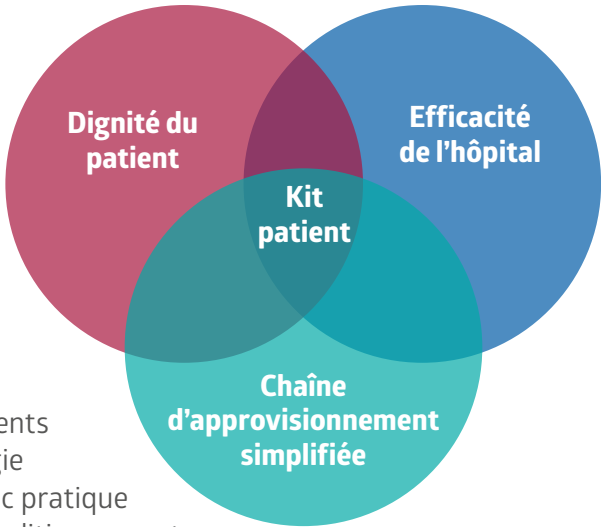 Dignité du
patient
Efficacité
de l'hôpital
Kit
patient
Chaîne
d'approvisionnement
simplifiée
ents
gie
c pratique